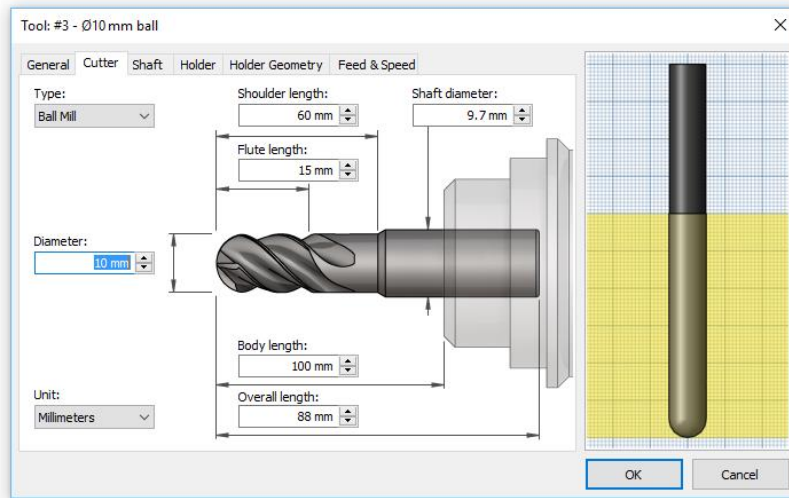 Tool: #3 - Ø10 mm ball
General Cutter Shaft Holder Holder Geometry Feed & Speed
Type: Shoulder length: Shaft diameter:
Ball Mill 60 mm 9.7 mm
Flute length:
15 mm
Diameter:
10 mm
Body length:
100 mm
Unit: Overall length:
Millimeters 88 mm
OK Cancel